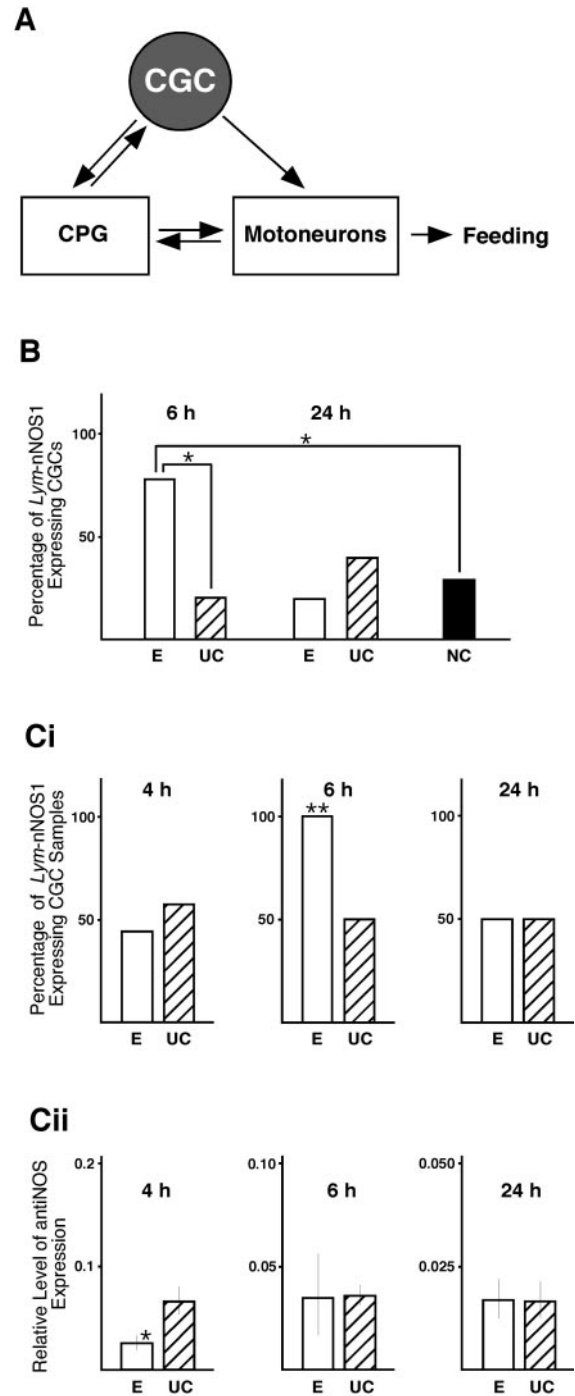 A
CGC
CPG
Motoneurons
Feeding
B
Percentage of Lym-nNOS1
Expressing CGCs
6 h
24 h
100
50
*
*
E
UC
E
UC
NC
Ci
Percentage of Lym-nNOS1
Expressing CGC Samples
4 h
100
50
E
UC
6 h
100
50
**
E
UC
24 h
100
50
E
UC
Cii
Relative Level of antiNOS
Expression
4 h
0.2
0.1
*
E
UC
6 h
0.10
0.05
E
UC
24 h
0.050
0.025
E
UC